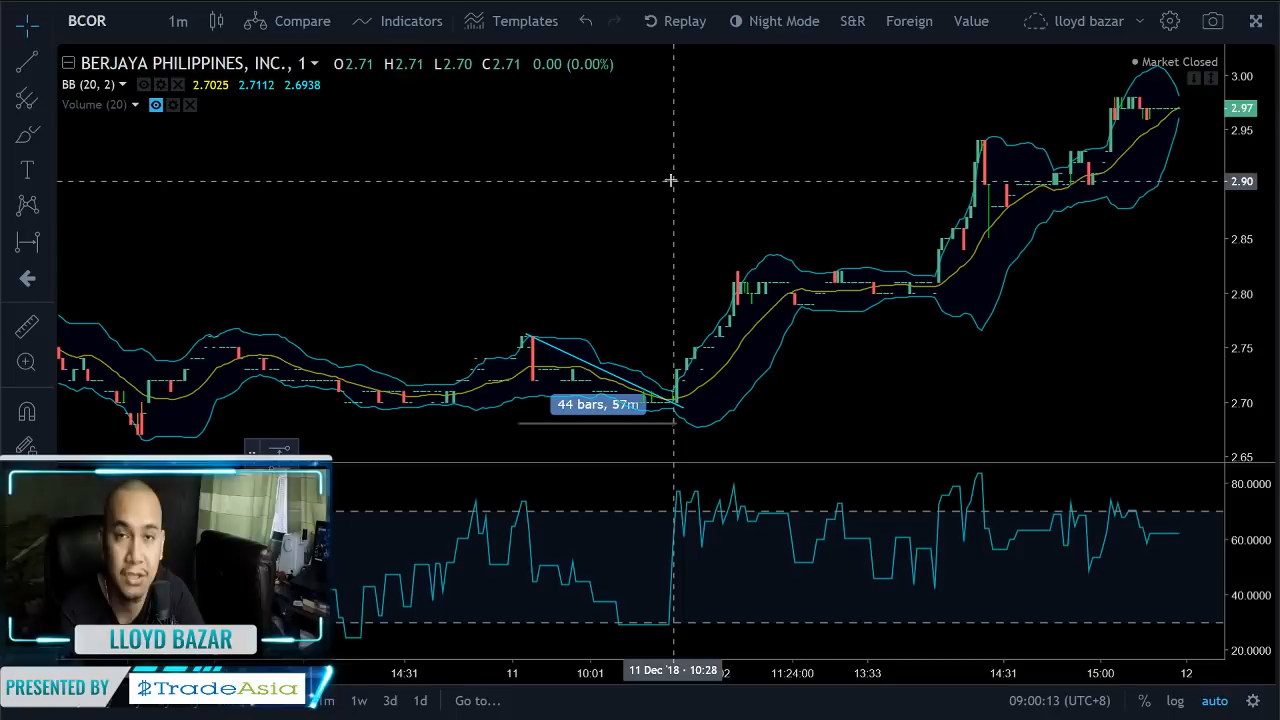 BCOR 1m Compare Indicators Templates Replay Night Mode S&R Foreign Value lloyd bazar
BERJAYA PHILIPPINES, INC., 1 O2.71 H2.71 L2.70 C2.71 0.00 (0.00%)
Market Closed
BB (20, 2) 2.7025 2.7112 2.6938
Volume (20)
3.00
2.97
2.95
2.90
2.85
2.80
2.75
2.70
2.65
44 bars, 57m
80.0000
60.0000
40.0000
20.0000
LLOYD BAZAR
PRESENTED BY TradeAsia
14:31 11 10:01 11 Dec '18 - 10:28 02 11:24:00 13:33 14:31 15:00 12
1m 1w 3d 1d Go to... 09:00:13 (UTC+8) % log auto